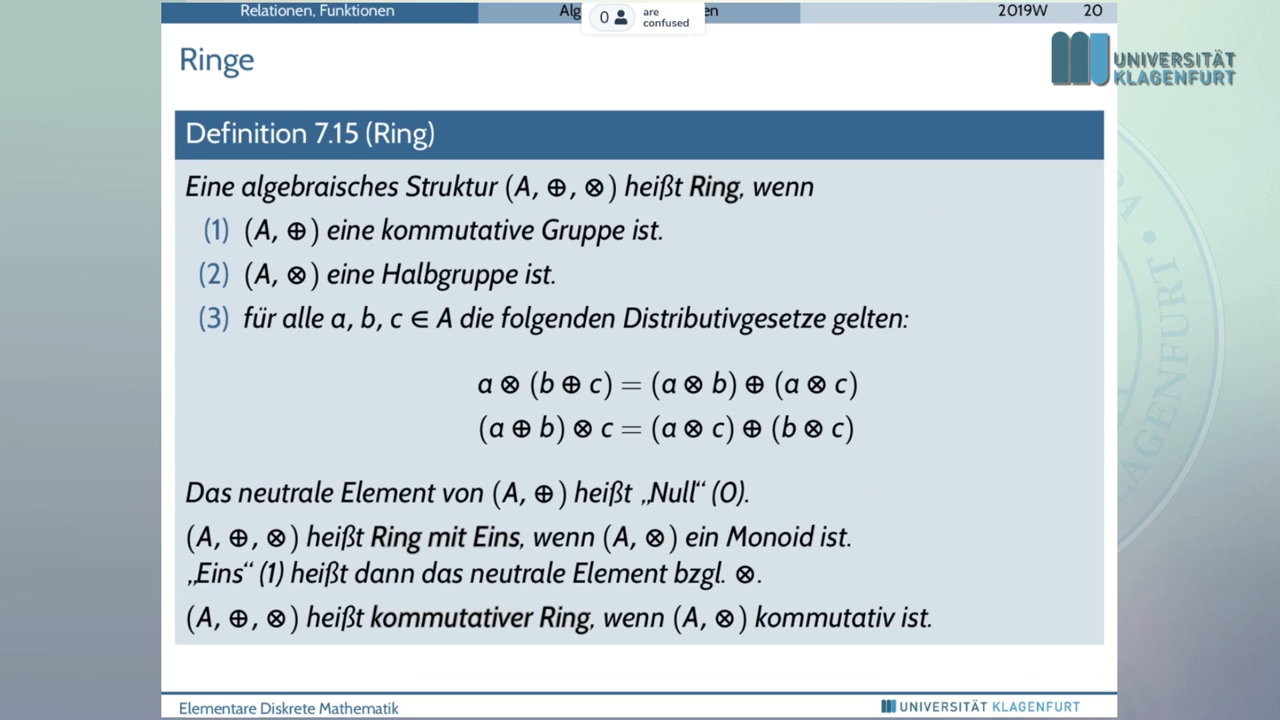 Relationen, Funktionen
Alg
en
2019W 20
0 are
confused
Ringe
UNIVERSITÄT
KLAGENFURT
Definition 7.15 (Ring)
Eine algebraisches Struktur (A, ⊕, ⊗) heißt Ring, wenn
(1) (A, ⊕) eine kommutative Gruppe ist.
(2) (A, ⊗) eine Halbgruppe ist.
(3) für alle a, b, c ∈ A die folgenden Distributivgesetze gelten:
a ⊗ (b ⊕ c) = (a ⊗ b) ⊕ (a ⊗ c)
(a ⊕ b) ⊗ c = (a ⊗ c) ⊕ (b ⊗ c)
Das neutrale Element von (A, ⊕) heißt „Null“ (0).
(A, ⊕, ⊗) heißt Ring mit Eins, wenn (A, ⊗) ein Monoid ist.
„Eins“ (1) heißt dann das neutrale Element bzgl. ⊗.
(A, ⊕, ⊗) heißt kommutativer Ring, wenn (A, ⊗) kommutativ ist.
Elementare Diskrete Mathematik
UNIVERSITÄT KLAGENFURT
KLAGENFURT